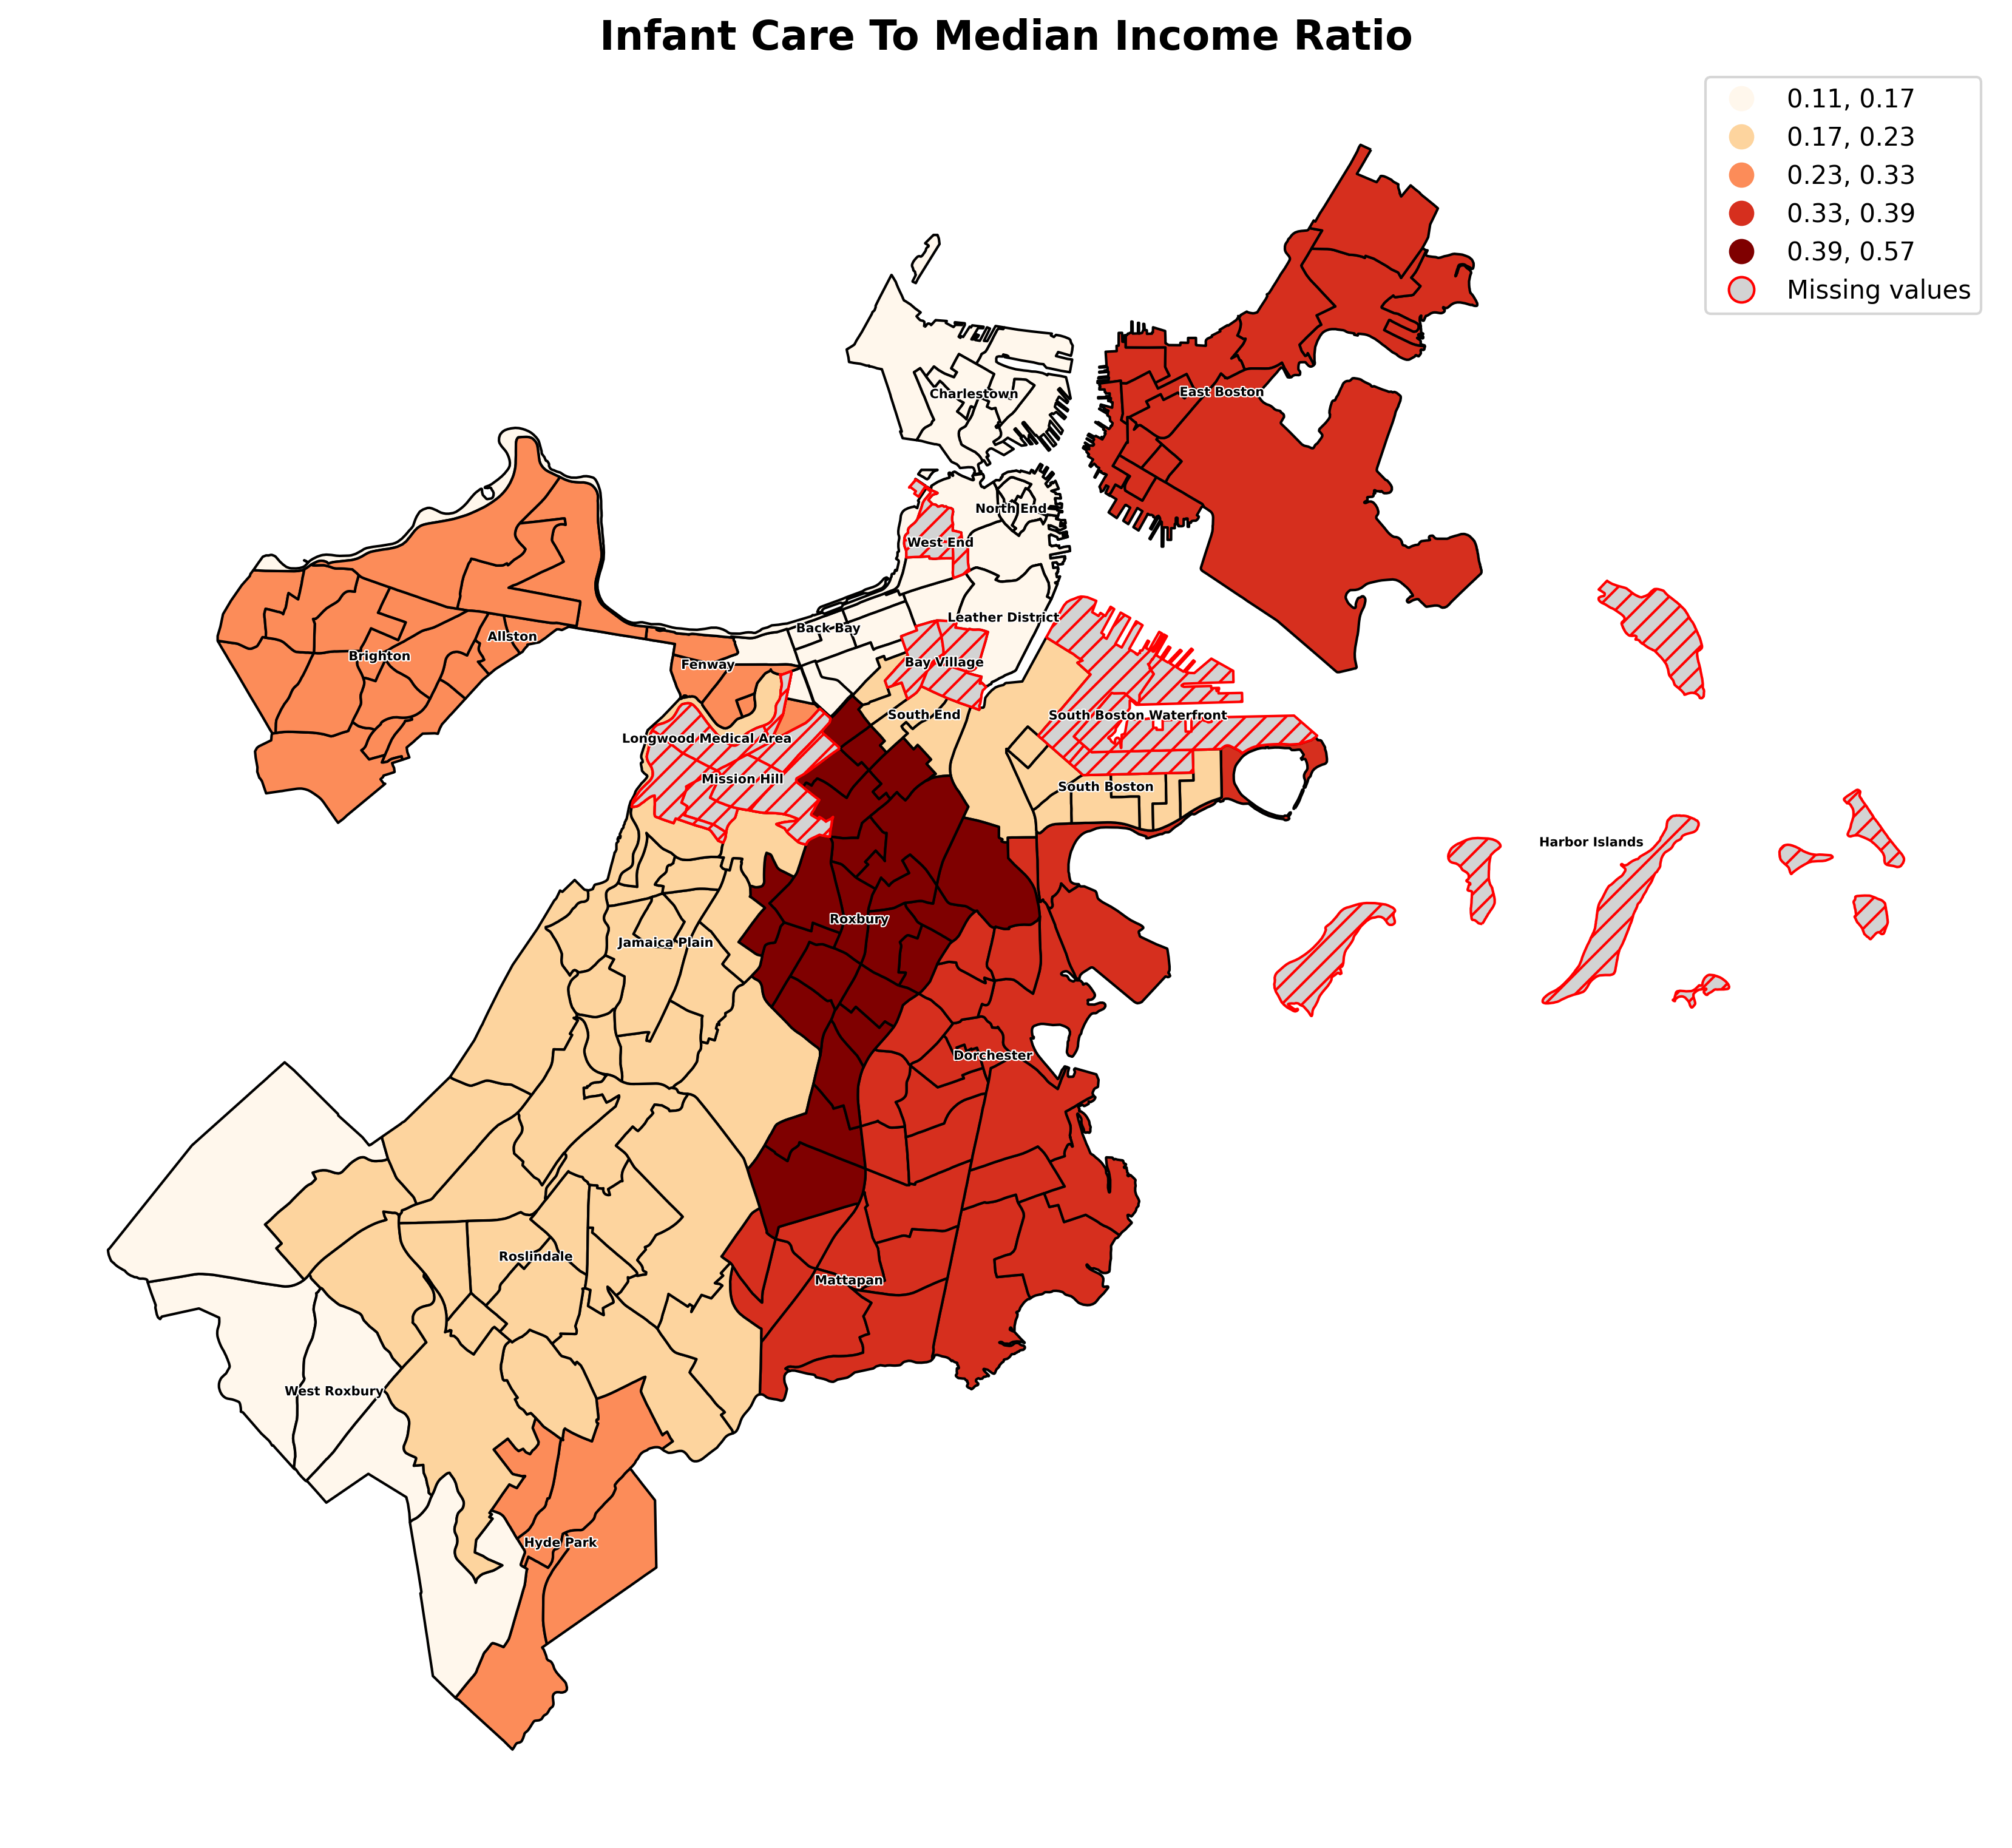 Infant Care To Median Income Ratio
0.11, 0.17
0.17, 0.23
0.23, 0.33
0.33, 0.39
0.39, 0.57
Missing values
Charlestown
East Boston
North End
West End
Leather District
Back Bay
Allston
Brighton
Fenway
Bay Village
South End
South Boston Waterfront
Longwood Medical Area
Mission Hill
South Boston
Harbor Islands
Roxbury
Jamaica Plain
Dorchester
Roslindale
Mattapan
West Roxbury
Hyde Park